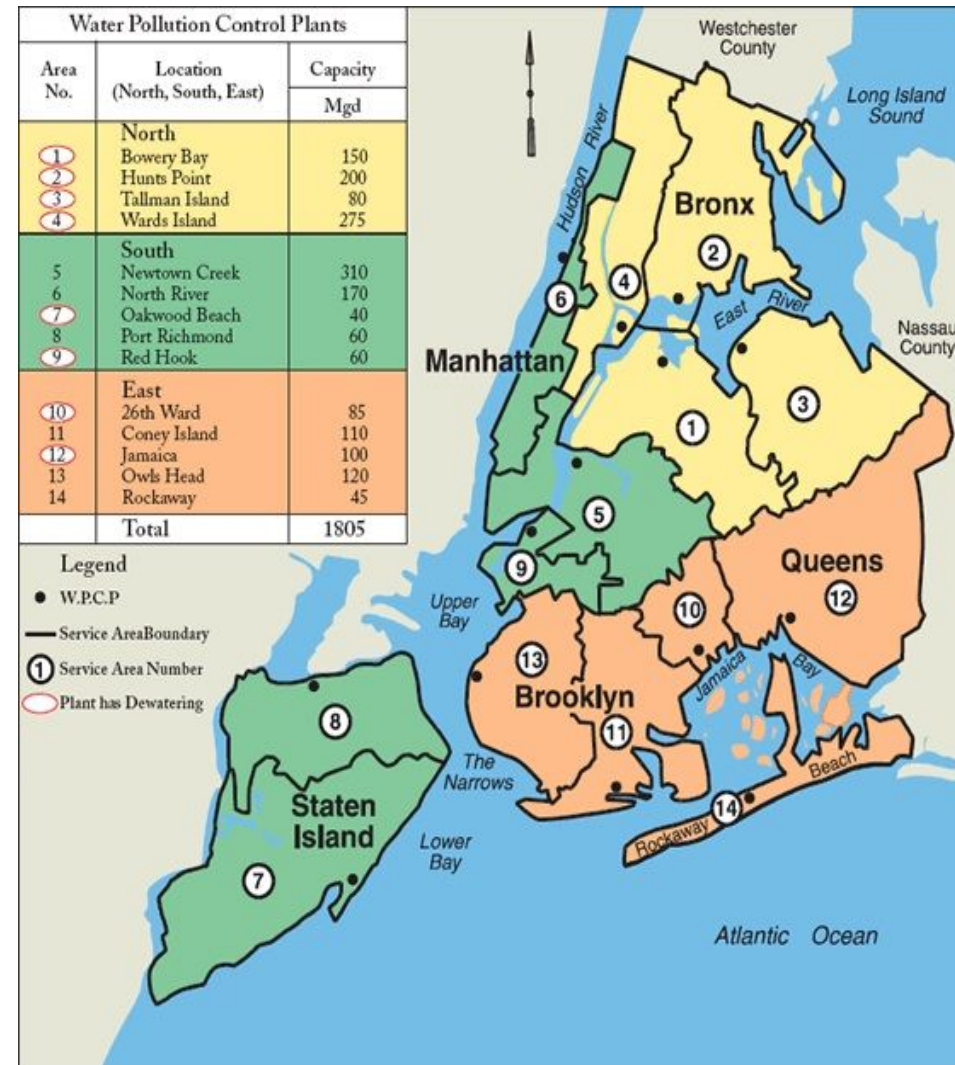 Water Pollution Control Plants
Area No. Location (North, South, East) Capacity Mgd
North
1 Bowery Bay 150
2 Hunts Point 200
3 Tallman Island 80
4 Wards Island 275
South
5 Newtown Creek 310
6 North River 170
7 Oakwood Beach 40
8 Port Richmond 60
9 Red Hook 60
East
10 26th Ward 85
11 Coney Island 110
12 Jamaica 100
13 Owls Head 120
14 Rockaway 45
Total 1805
Legend
W.P.C.P
Service AreaBoundary
1 Service Area Number
Plant has Dewatering
Westchester
County
Long Island
Sound
Hudson River
Bronx
2
4
6
East River
Nassau
County
Manhattan
3
1
5
Queens
12
9
10
Upper
Bay
13
Jamaica Bay
Brooklyn
11
8
The
Narrows
Staten
Island
Rockaway Beach
14
Lower
Bay
7
Atlantic Ocean